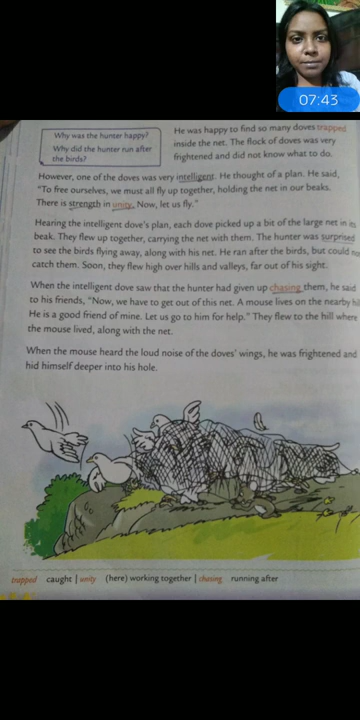 07:43
Why was the hunter happy?
Why did the hunter run after
the birds?
He was happy to find so many doves trapped
inside the net. The flock of doves was very
frightened and did not know what to do.
However, one of the doves was very intelligent. He thought of a plan. He said,
"To free ourselves, we must all fly up together, holding the net in our beaks.
There is strength in unity. Now, let us fly."
Hearing the intelligent dove's plan, each dove picked up a bit of the large net in its
beak. They flew up together, carrying the net with them. The hunter was surprised
to see the birds flying away, along with his net. He ran after the birds, but could not
catch them. Soon, they flew high over hills and valleys, far out of his sight.
When the intelligent dove saw that the hunter had given up chasing them, he said
to his friends, "Now, we have to get out of this net. A mouse lives on the nearby
He is a good friend of mine. Let us go to him for help." They flew to the hill where
the mouse lived, along with the net.
When the mouse heard the loud noise of the doves' wings, he was frightened and
hid himself deeper into his hole.
trapped caught | unity (here) working together | chasing running after